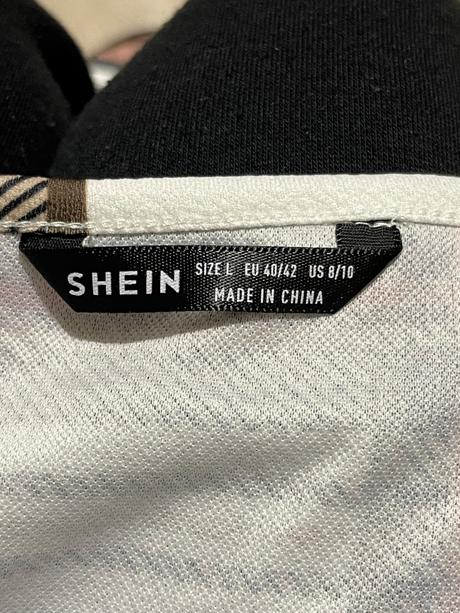 SHEIN
SIZE L EU 40/42 US 8/10
MADE IN CHINA